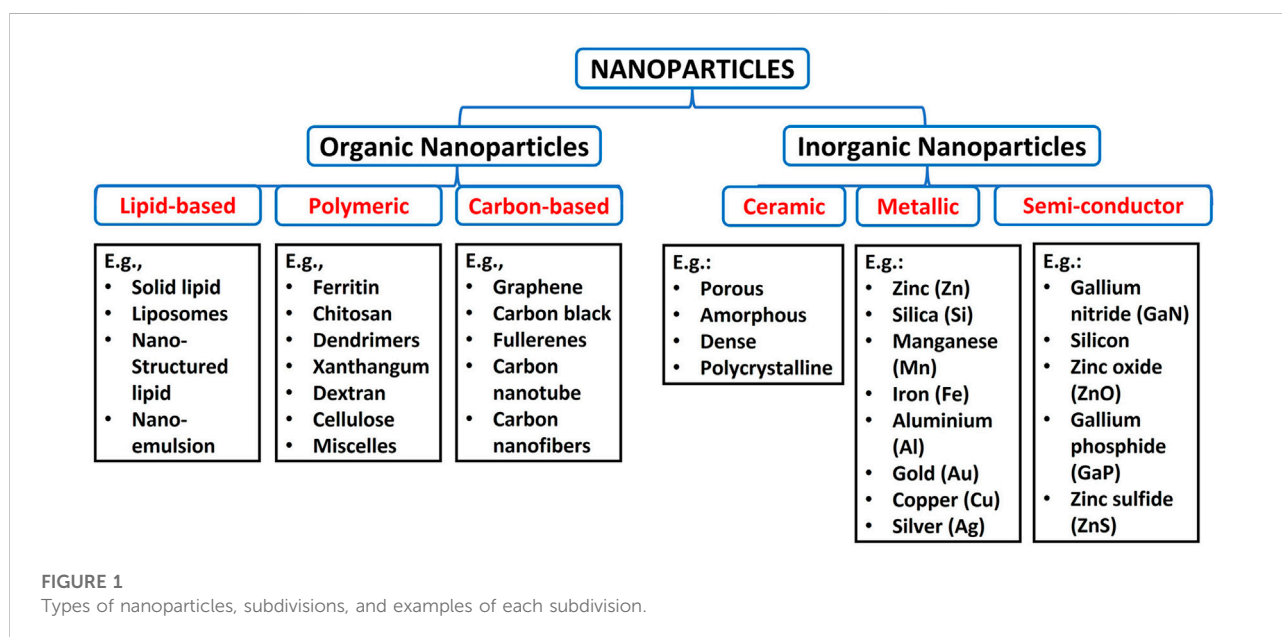 NANOPARTICLES
Organic Nanoparticles
Inorganic Nanoparticles
Lipid-based
Polymeric
Carbon-based
Ceramic
Metallic
Semi-conductor
E.g.,
• Solid lipid
• Liposomes
• Nano-
Structured
lipid
• Nano-
emulsion
E.g.,
• Ferritin
• Chitosan
• Dendrimers
• Xanthangum
• Dextran
• Cellulose
• Miscelles
E.g.,
• Graphene
• Carbon black
• Fullerenes
• Carbon
nanotube
• Carbon
nanofibers
E.g.:
• Porous
• Amorphous
• Dense
• Polycrystalline
E.g.:
• Zinc (Zn)
• Silica (Si)
• Manganese
(Mn)
• Iron (Fe)
• Aluminium
(Al)
• Gold (Au)
• Copper (Cu)
• Silver (Ag)
E.g.:
• Gallium
nitride (GaN)
• Silicon
• Zinc oxide
(ZnO)
• Gallium
phosphide
(GaP)
• Zinc sulfide
(ZnS)
FIGURE 1
Types of nanoparticles, subdivisions, and examples of each subdivision.